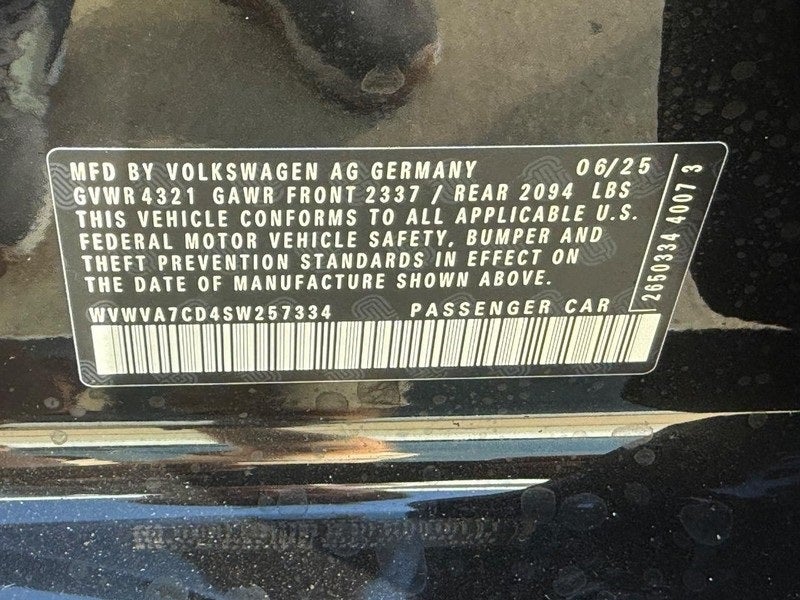 MFD BY VOLKSWAGEN AG GERMANY 06/25
GVWR 4321 GAWR FRONT 2337 / REAR 2094 LBS
THIS VEHICLE CONFORMS TO ALL APPLICABLE U.S.
FEDERAL MOTOR VEHICLE SAFETY, BUMPER AND
THEFT PREVENTION STANDARDS IN EFFECT ON
THE DATE OF MANUFACTURE SHOWN ABOVE.
WVWVA7CD4SW257334 PASSENGER CAR
2650334 4007 3